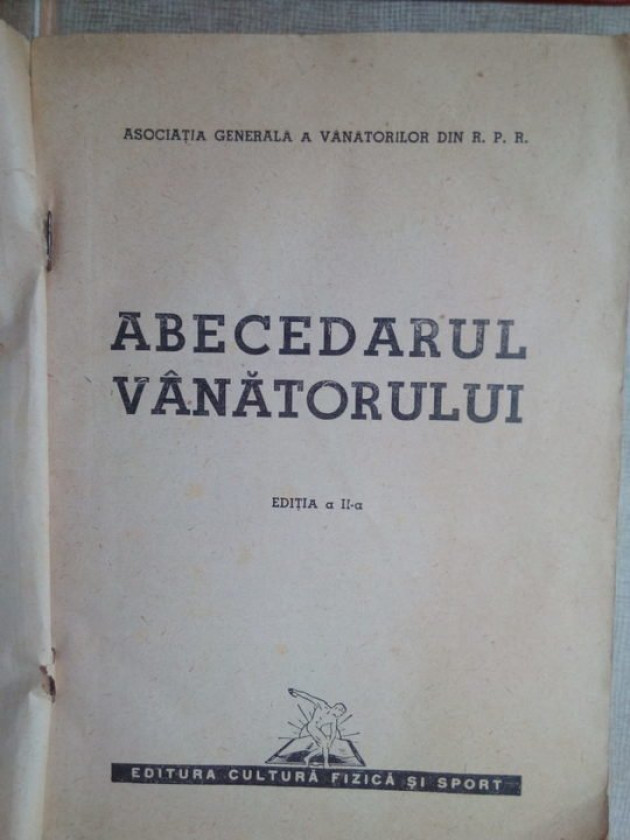 ASOCIAȚIA GENERALA A VANATORILOR DIN R. P. R.
ABECEDARUL
VÂNĂTORULUI
EDIȚIA a II-a
EDITURA CULTURĂ FIZICĂ ȘI SPORT